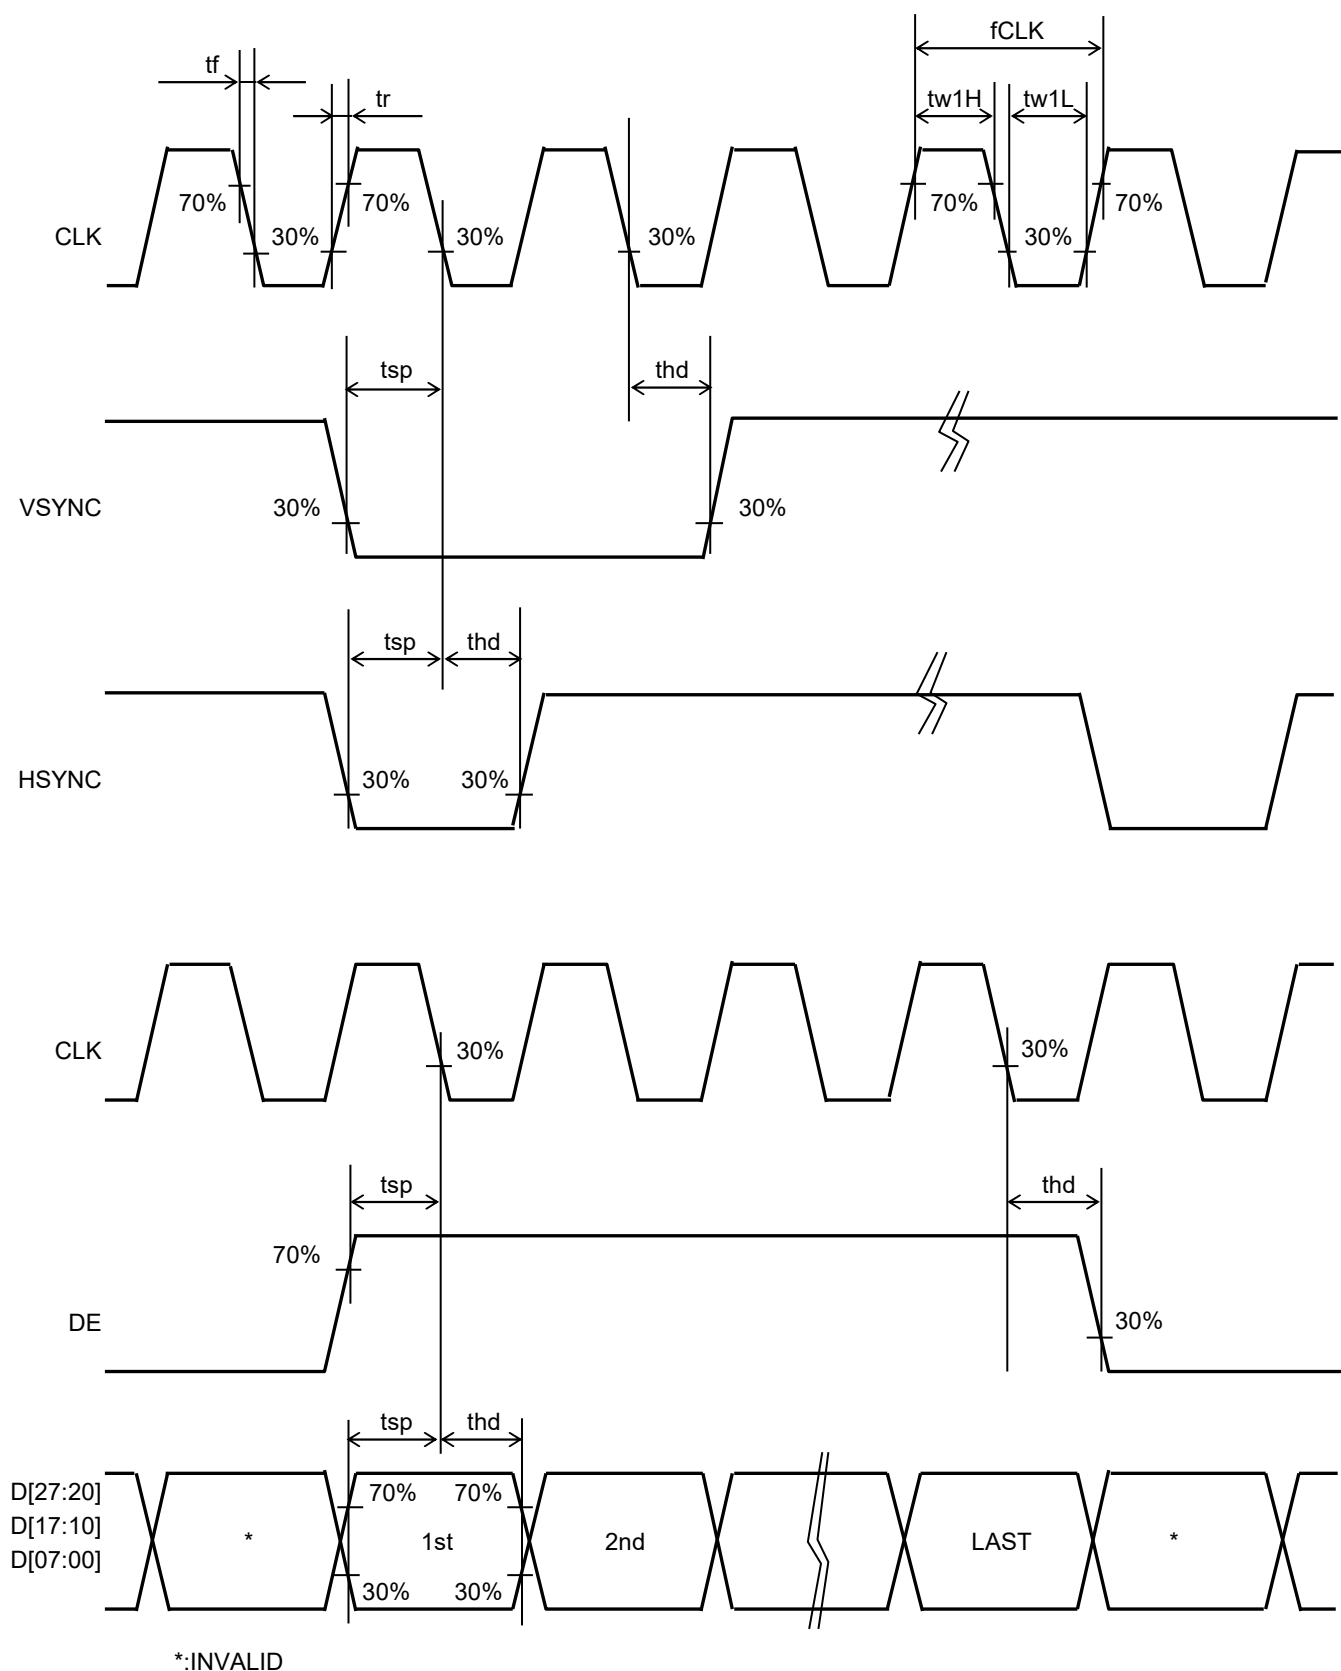 fCLK
tf
tr
tw1H
tw1L
70%
70%
70%
70%
CLK
30%
30%
30%
30%
tsp
thd
VSYNC
30%
30%
tsp
thd
HSYNC
30%
30%
CLK
30%
30%
tsp
thd
70%
DE
30%
tsp
thd
D[27:20]
70%
70%
D[17:10]
*
1st
2nd
LAST
*
D[07:00]
30%
30%
*:INVALID